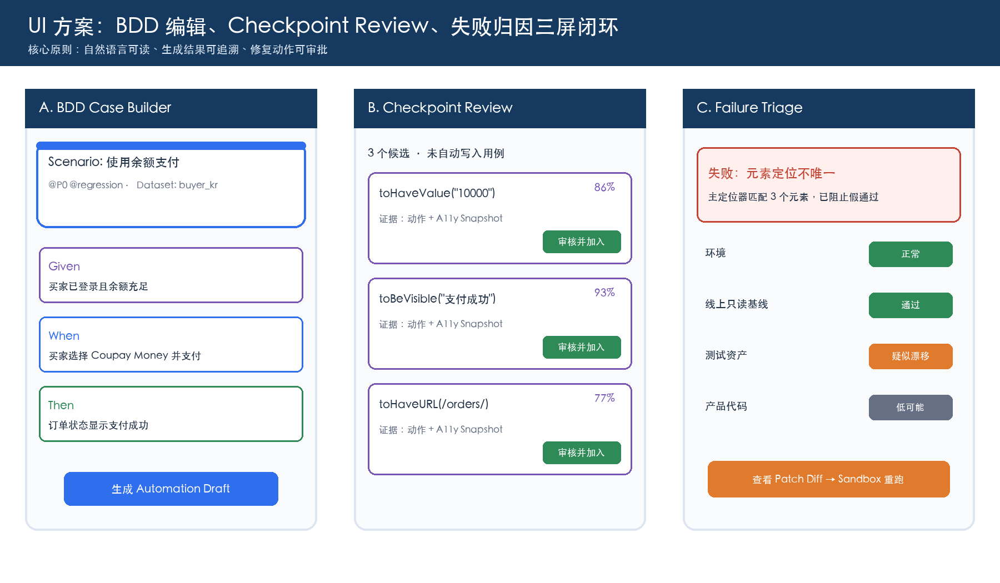 UI 方案：BDD 编辑、Checkpoint Review、失败归因三屏闭环
核心原则：自然语言可读、生成结果可追溯、修复动作可审批
A. BDD Case Builder
Scenario: 使用余额支付
@P0 @regression · Dataset: buyer_kr
Given
买家已登录且余额充足
When
买家选择 Coupay Money 并支付
Then
订单状态显示支付成功
生成 Automation Draft
B. Checkpoint Review
3 个候选 · 未自动写入用例
toHaveValue("10000")
86%
证据：动作 + A11y Snapshot
审核并加入
toBeVisible("支付成功")
93%
证据：动作 + A11y Snapshot
审核并加入
toHaveURL(/orders/)
77%
证据：动作 + A11y Snapshot
审核并加入
C. Failure Triage
失败：元素定位不唯一
主定位器匹配 3 个元素，已阻止假通过
环境
正常
线上只读基线
通过
测试资产
疑似漂移
产品代码
低可能
查看 Patch Diff → Sandbox 重跑